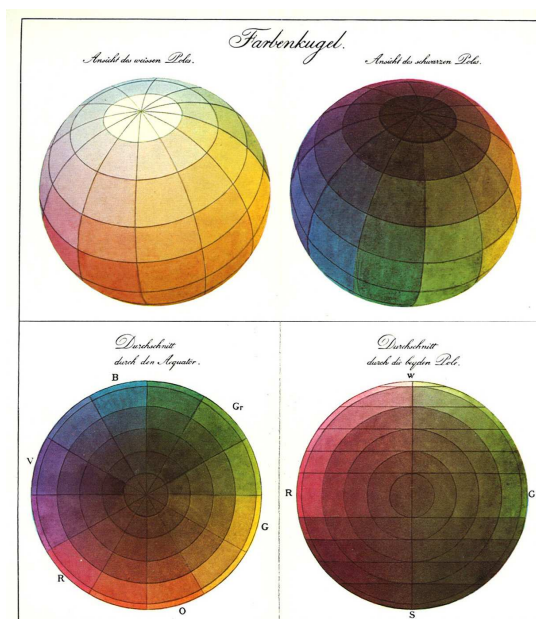 Farbenkugel.
Ansicht des weissen Poles.
Ansicht des schwarzen Poles.
Durchschnitt
durch den Aequator.
Durchschnitt
durch die beyden Pole.
B
Gr
V
G
R
O
W
R
G
S